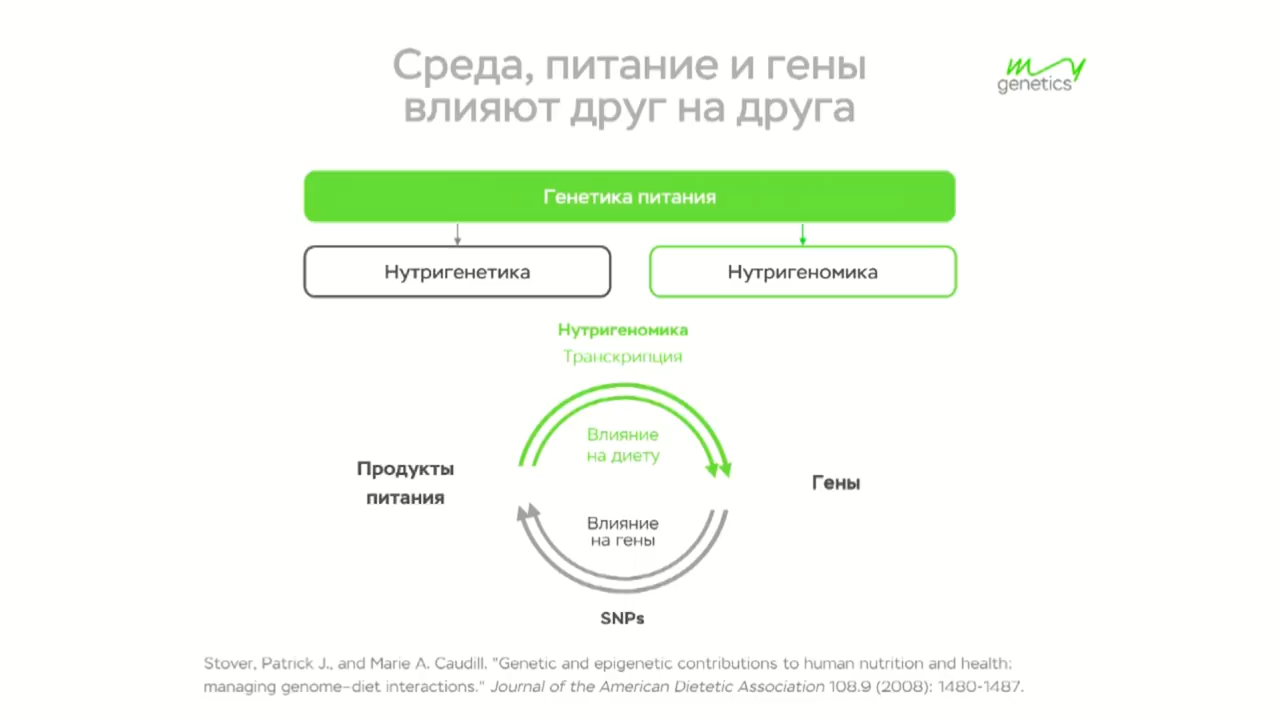 Среда, питание и гены
влияют друг на друга
my
genetics
Генетика питания
Нутригенетика
Нутригеномика
Нутригеномика
Транскрипция
Влияние
на диету
Продукты
питания
Гены
Влияние
на гены
SNPs
Stover, Patrick J., and Marie A. Caudill. "Genetic and epigenetic contributions to human nutrition and health:
managing genome–diet interactions." Journal of the American Dietetic Association 108.9 (2008): 1480-1487.